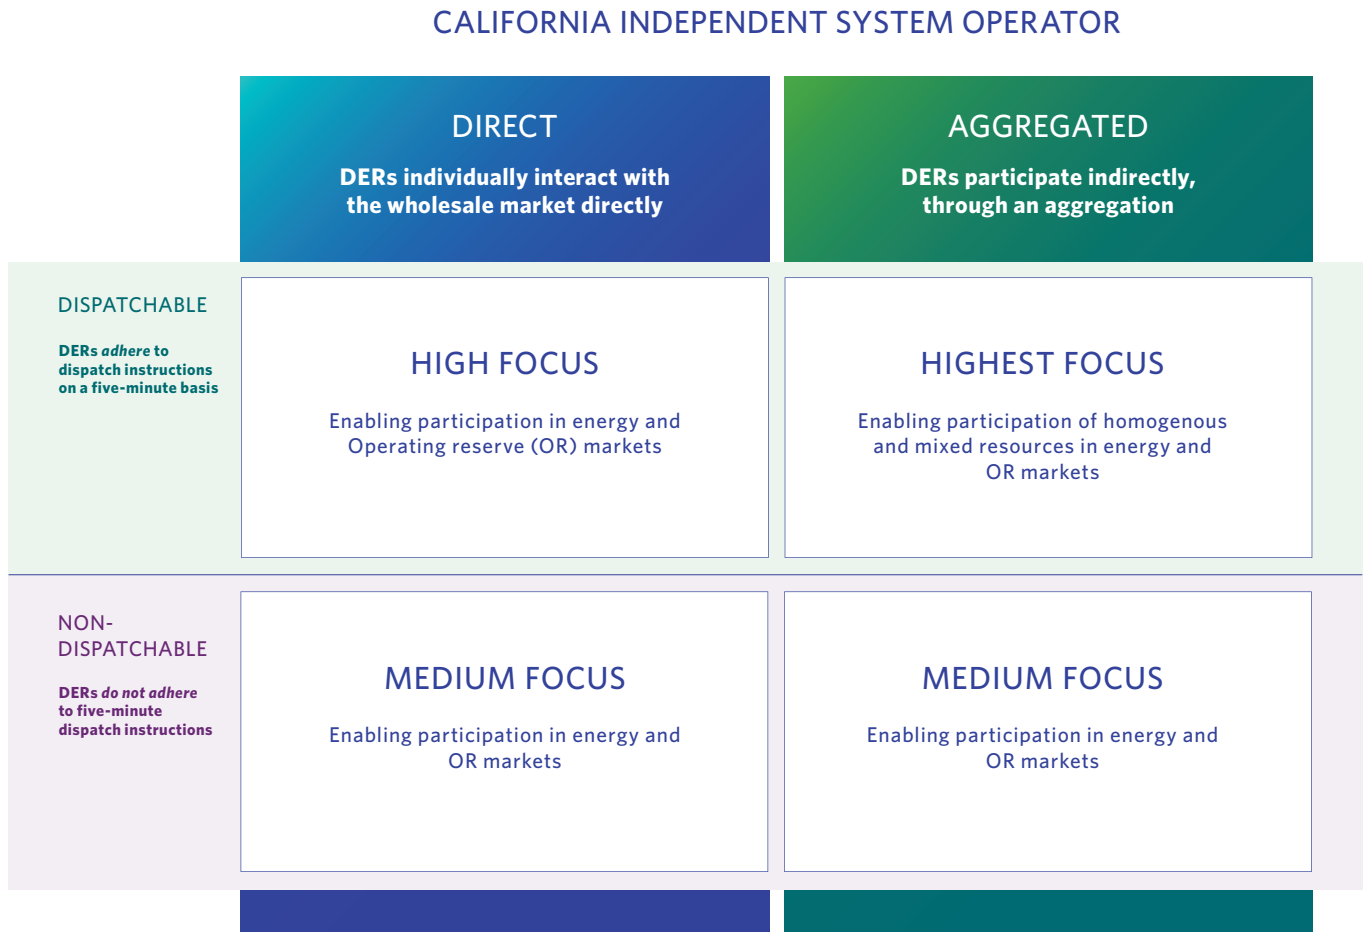 CALIFORNIA INDEPENDENT SYSTEM OPERATOR
DIRECT
DERs individually interact with
the wholesale market directly
AGGREGATED
DERs participate indirectly,
through an aggregation
DISPATCHABLE
DERs adhere to
dispatch instructions
on a five-minute basis
HIGH FOCUS
Enabling participation in energy and
Operating reserve (OR) markets
HIGHEST FOCUS
Enabling participation of homogenous
and mixed resources in energy and
OR markets
NON-
DISPATCHABLE
DERs do not adhere
to five-minute
dispatch instructions
MEDIUM FOCUS
Enabling participation in energy and
OR markets
MEDIUM FOCUS
Enabling participation in energy and
OR markets